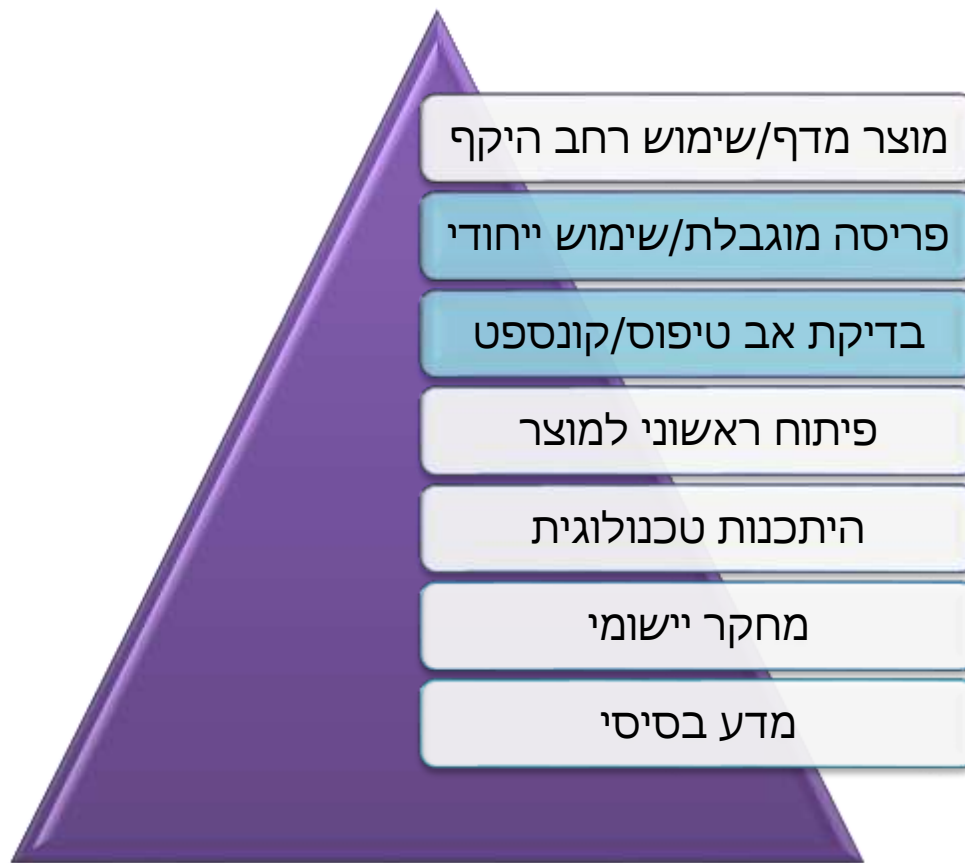 מוצר מדף/שימוש רחב היקף
פריסה מוגבלת/שימוש ייחודי
בדיקת אב טיפוס/קונספט
פיתוח ראשוני למוצר
היתכנות טכנולוגית
מחקר יישומי
מדע בסיסי